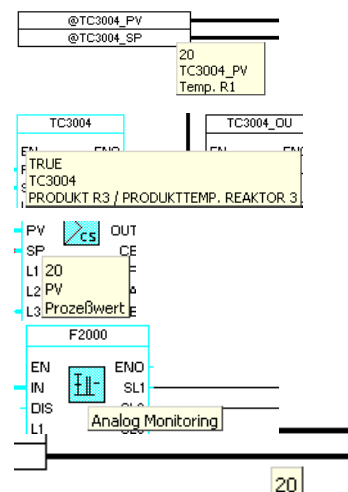 @TC3004_PV
@TC3004_SP
20
TC3004_PV
Temp. R1
TC3004
TC3004_OU
TRUE
TC3004
PRODUKT R3 / PRODUKTTEMP. REAKTOR 3
PV
CS
OUT
SP
L1
20
L2
PV
L3
Prozeßwert
F2000
EN
ENO
IN
SL1
DIS
Analog Monitoring
L1
20